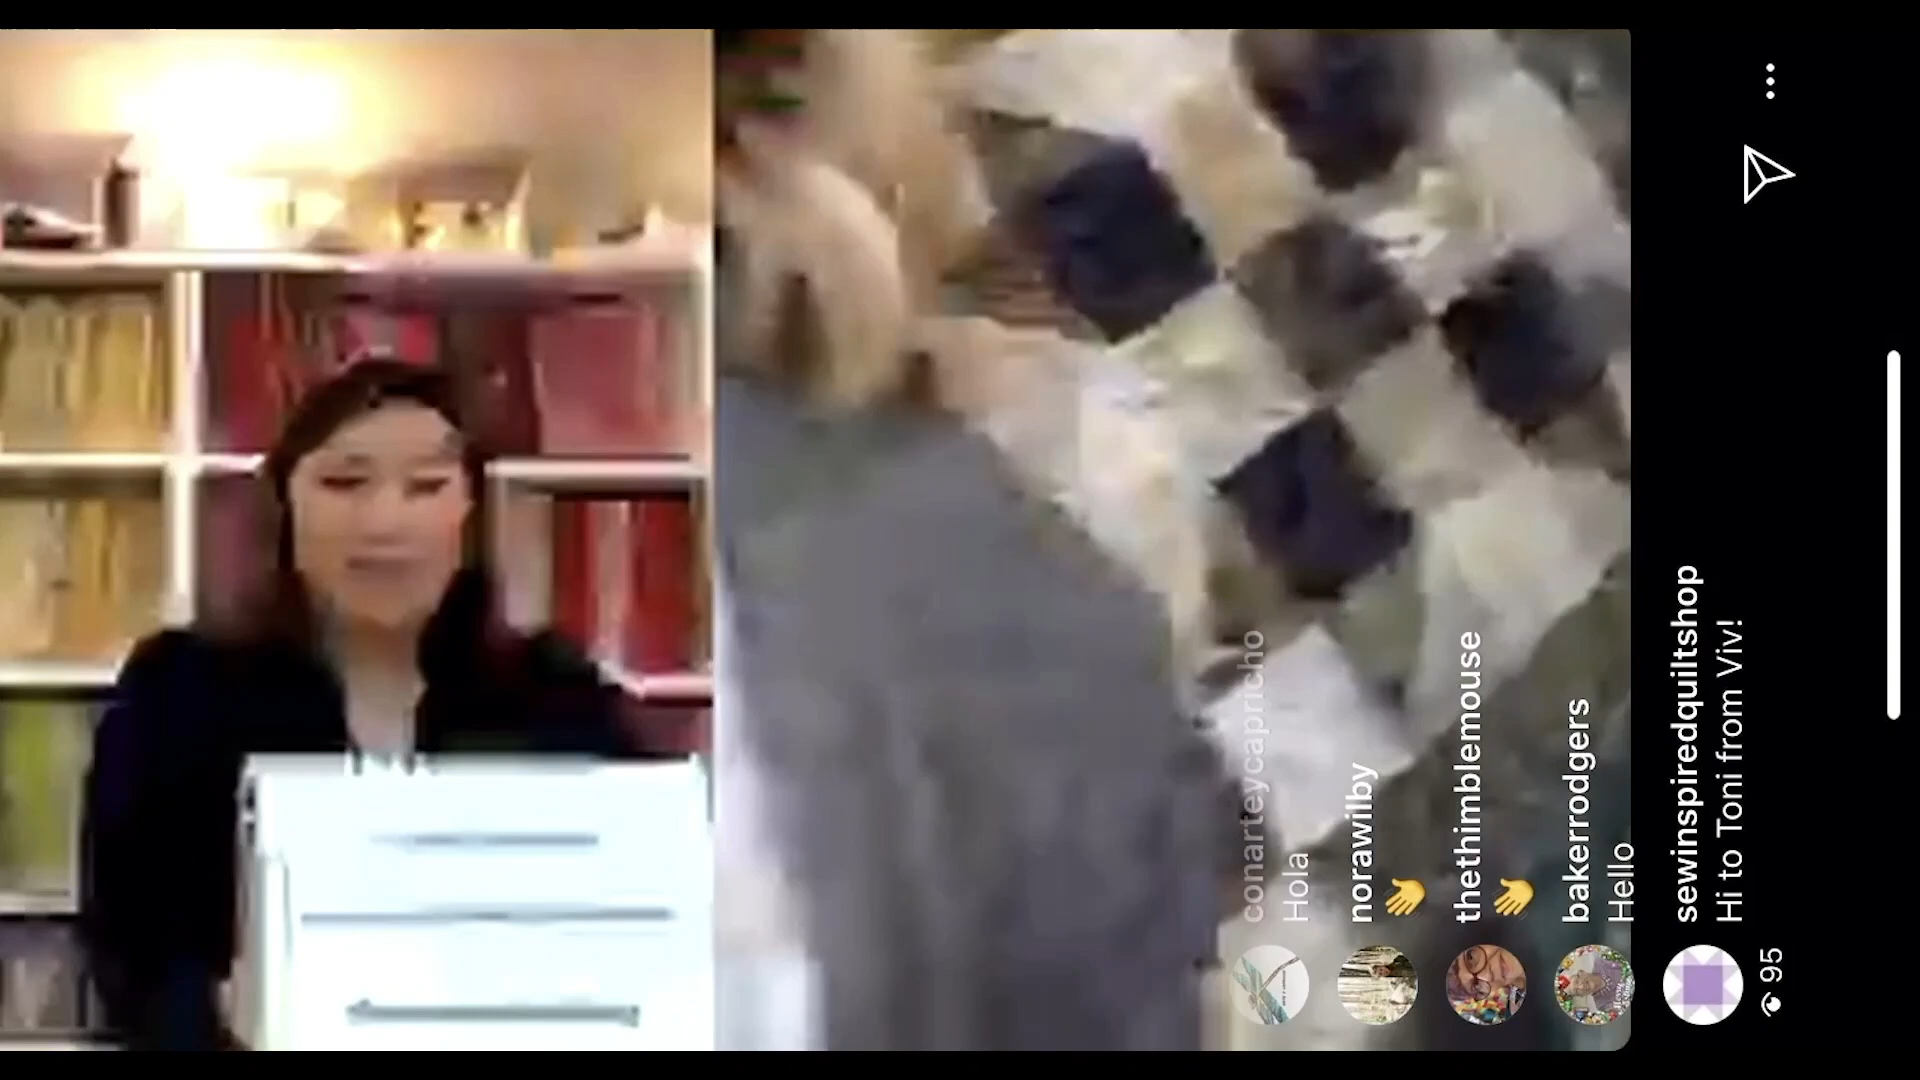 conarteycapricho
Hola
norawilby
👋
thethimblemouse
👋
bakerrodgers
Hello
sewinspiredquiltshop
Hi to Toni from Viv!
95